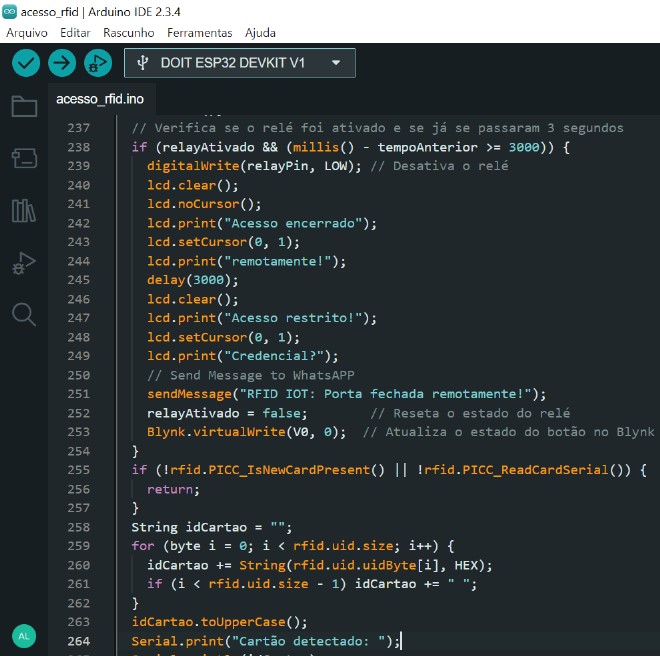 acesso_rfid | Arduino IDE 2.3.4
Arquivo Editar Rascunho Ferramentas Ajuda
DOIT ESP32 DEVKIT V1
acesso_rfid.ino
237 // Verifica se o relé foi ativado e se já se passaram 3 segundos
238 if (relayAtivado && (millis() - tempoAnterior >= 3000)) {
239 digitalWrite(relayPin, LOW); // Desativa o relé
240 lcd.clear();
241 lcd.noCursor();
242 lcd.print("Acesso encerrado");
243 lcd.setCursor(0, 1);
244 lcd.print("remotamente!");
245 delay(3000);
246 lcd.clear();
247 lcd.print("Acesso restrito!");
248 lcd.setCursor(0, 1);
249 lcd.print("Credencial?");
250 // Send Message to WhatsAPP
251 sendMessage("RFID IOT: Porta fechada remotamente!");
252 relayAtivado = false; // Reseta o estado do relé
253 Blynk.virtualWrite(V0, 0); // Atualiza o estado do botão no Blynk
254 }
255 if (!rfid.PICC_IsNewCardPresent() || !rfid.PICC_ReadCardSerial()) {
256 return;
257 }
258 String idCartao = "";
259 for (byte i = 0; i < rfid.uid.size; i++) {
260 idCartao += String(rfid.uid.uidByte[i], HEX);
261 if (i < rfid.uid.size - 1) idCartao += " ";
262 }
263 idCartao.toUpperCase();
264 Serial.print("Cartão detectado: ");
AL